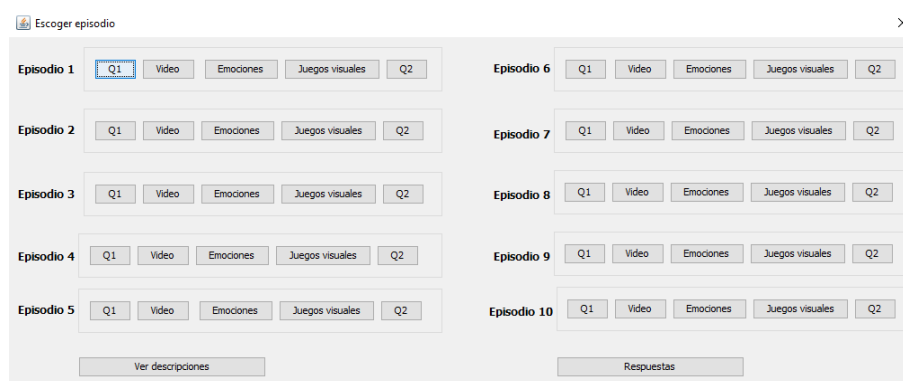 Escoger episodio
Episodio 1 Q1 Video Emociones Juegos visuales Q2
Episodio 6 Q1 Video Emociones Juegos visuales Q2
Episodio 2 Q1 Video Emociones Juegos visuales Q2
Episodio 7 Q1 Video Emociones Juegos visuales Q2
Episodio 3 Q1 Video Emociones Juegos visuales Q2
Episodio 8 Q1 Video Emociones Juegos visuales Q2
Episodio 4 Q1 Video Emociones Juegos visuales Q2
Episodio 9 Q1 Video Emociones Juegos visuales Q2
Episodio 5 Q1 Video Emociones Juegos visuales Q2
Episodio 10 Q1 Video Emociones Juegos visuales Q2
Ver descripciones
Respuestas